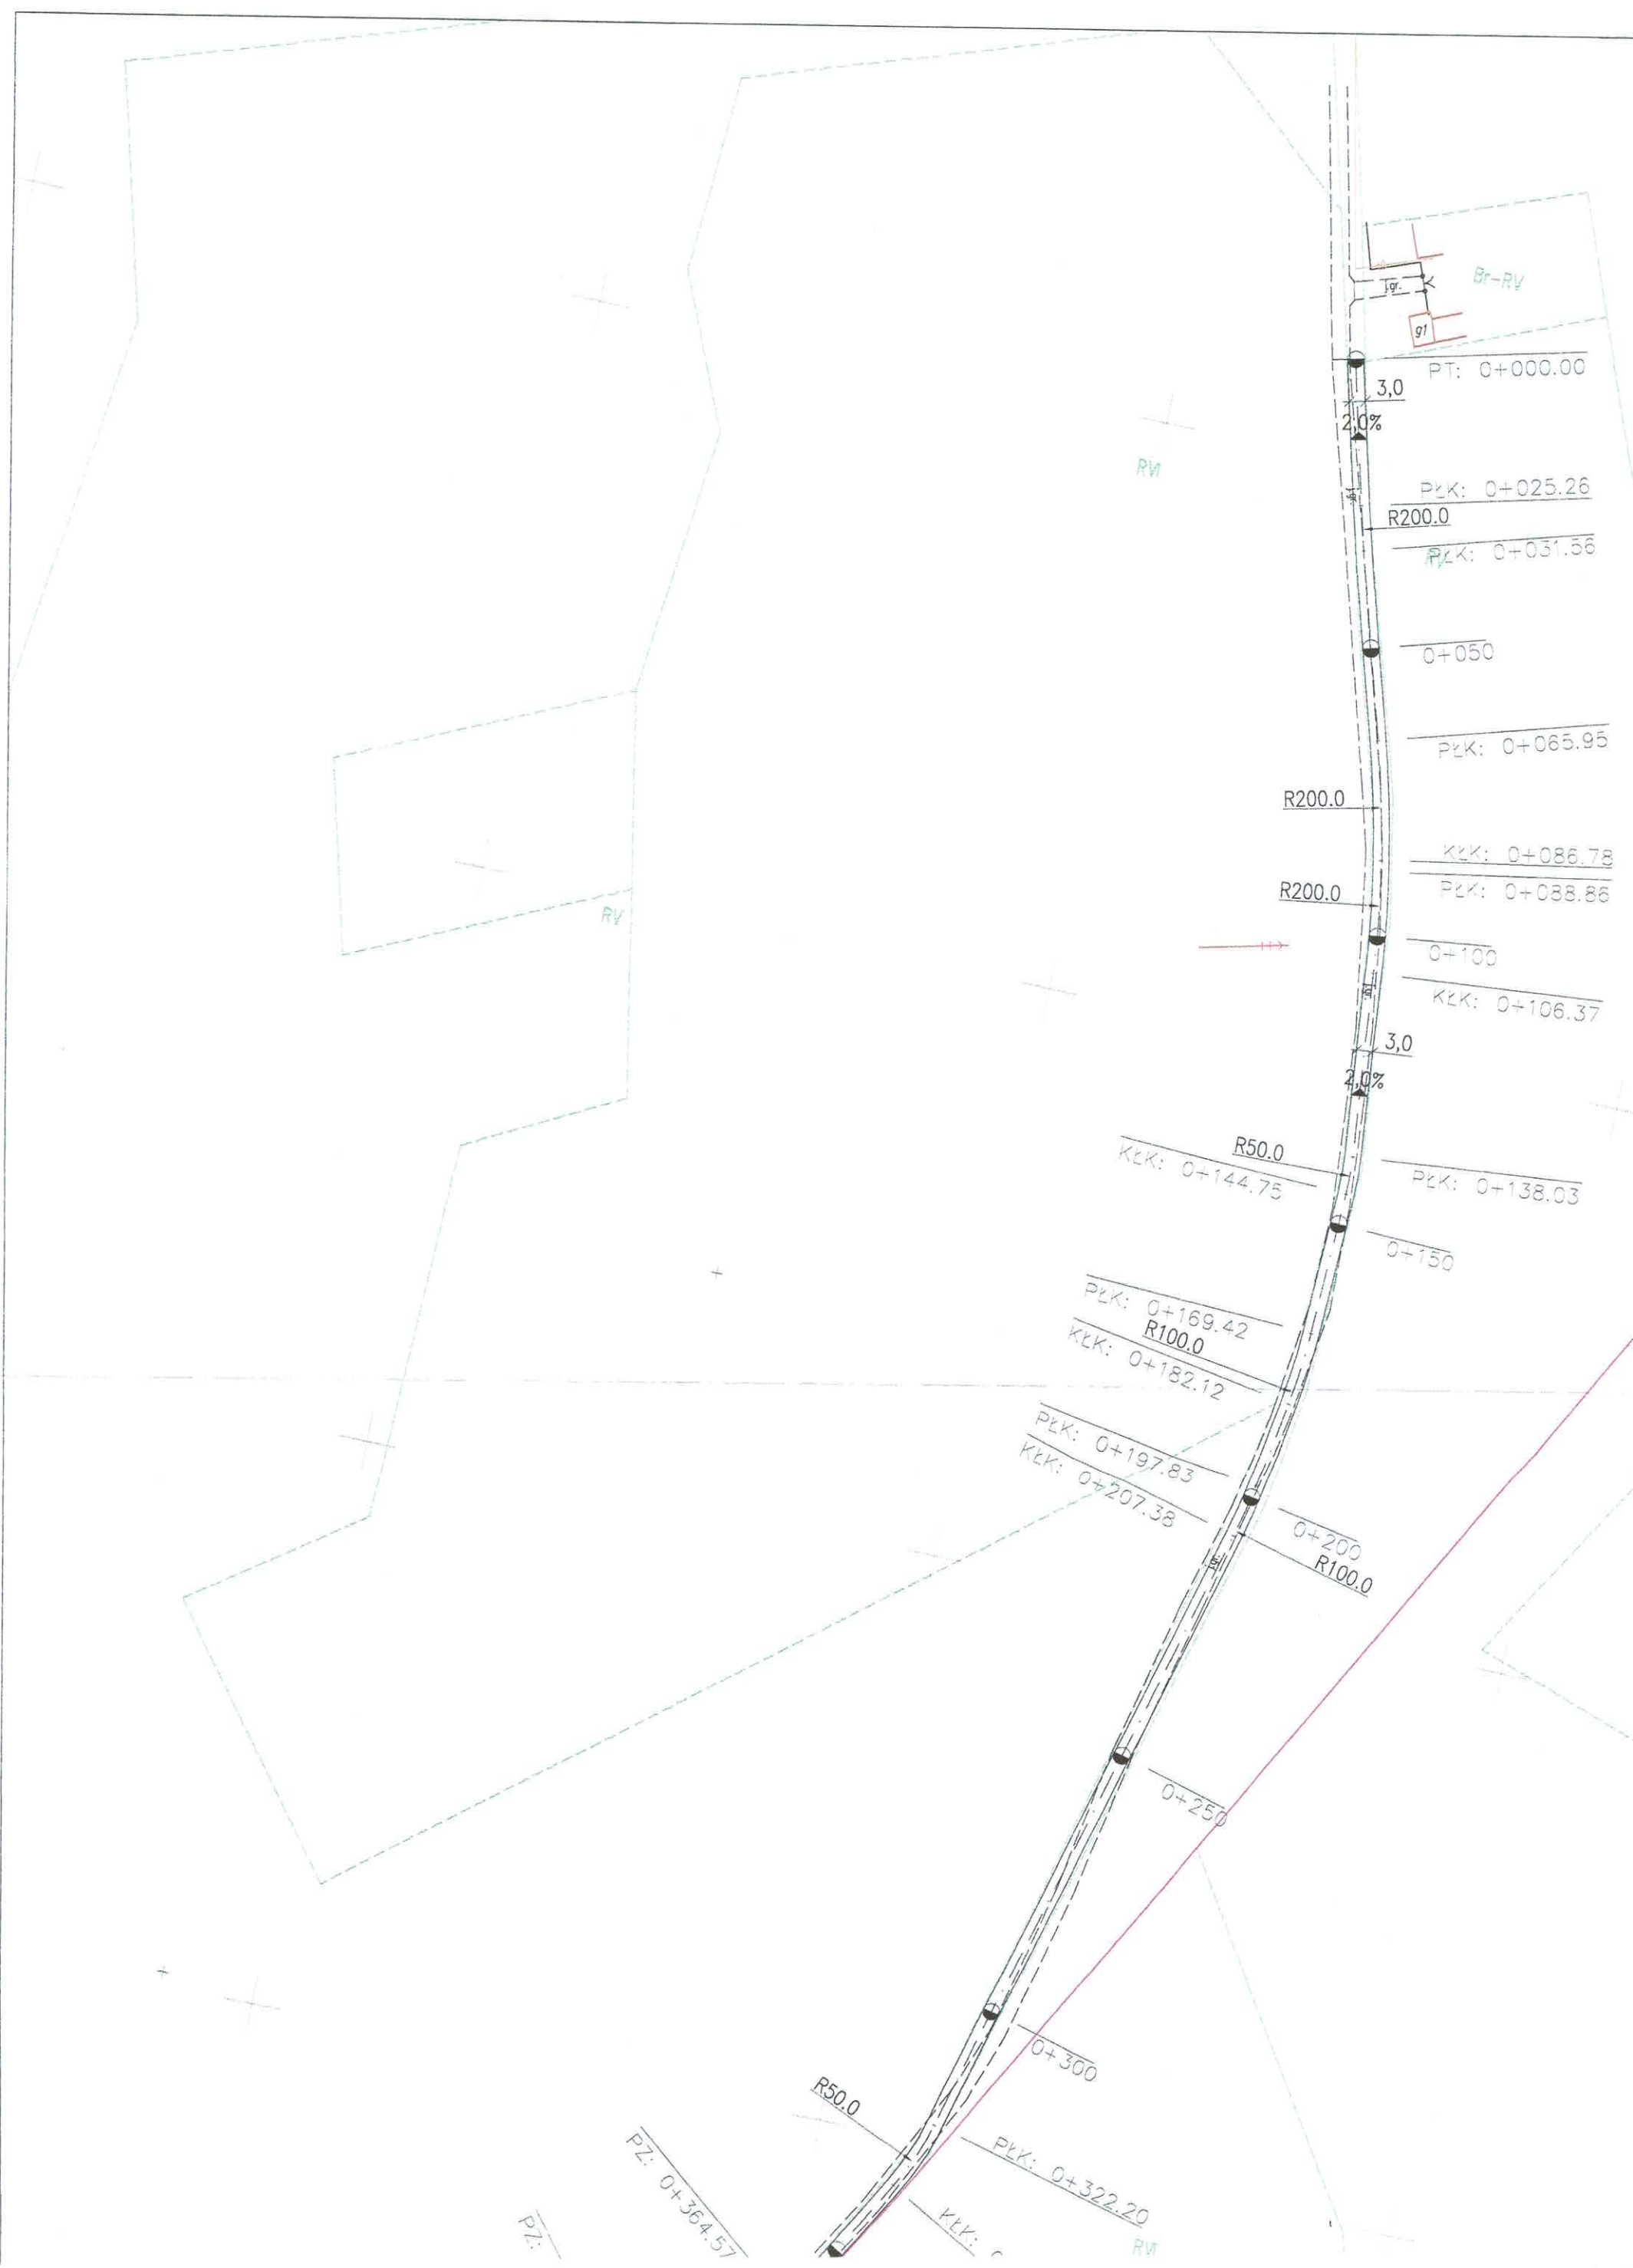 Br-RV
jgr.
g1
PT: 0+000.00
3,0
2,0%
RVI
PŁK: 0+025.26
R200.0
PŁK: 0+031.56
RV
0+050
PŁK: 0+065.95
R200.0
KŁK: 0+086.78
PŁK: 0+088.86
R200.0
RV
0+100
KŁK: 0+106.37
3,0
2,0%
R50.0
KŁK: 0+144.75
PŁK: 0+138.03
0+150
PŁK: 0+169.42
R100.0
KŁK: 0+182.12
PŁK: 0+197.83
KŁK: 0+207.38
0+200
R100.0
0+250
0+300
R50.0
PŁK: 0+322.20
PZ: 0+364.57
KŁK:
PZ:
RVI